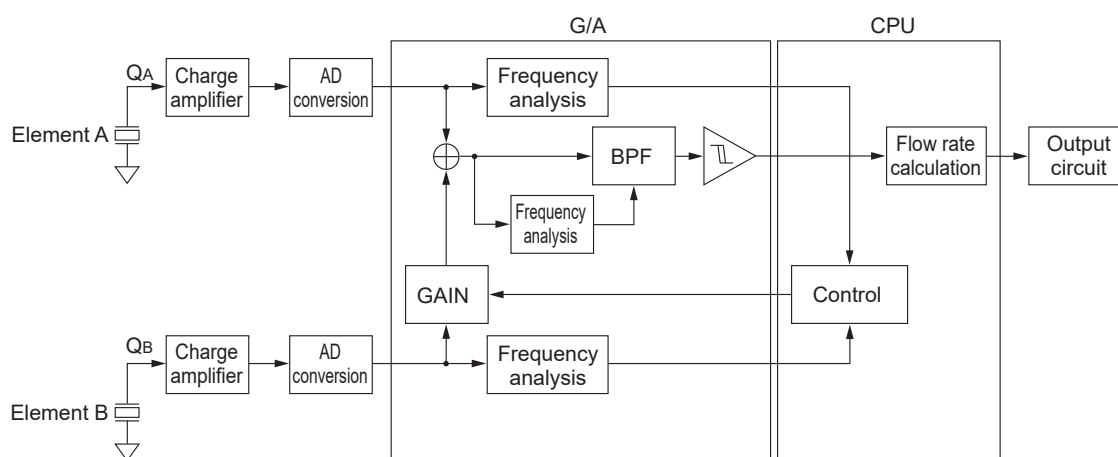 G/A
CPU
QA
Charge
amplifier
AD
conversion
Frequency
analysis
Element A
BPF
Flow rate
calculation
Output
circuit
Frequency
analysis
GAIN
Control
QB
Charge
amplifier
AD
conversion
Frequency
analysis
Element B